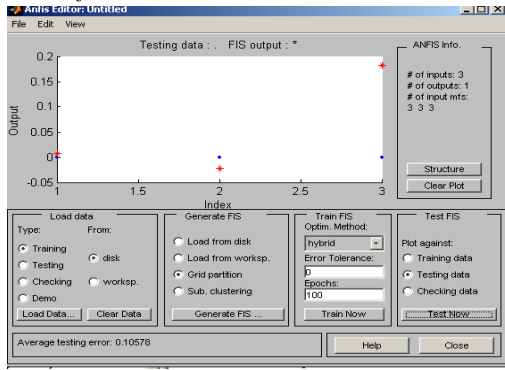 Anfis Editor: Untitled
File Edit View
Testing data : . FIS output : *
0.2
0.15
0.1
0.05
0
-0.05
Output
1 1.5 2 2.5 3
Index
ANFIS Info.
# of inputs: 3
# of outputs: 1
# of input mfs:
3 3 3
Structure
Clear Plot
Load data
Type: From:
Training
disk
Testing
Checking
worksp.
Demo
Load Data... Clear Data
Generate FIS
Load from disk
Load from worksp.
Grid partition
Sub. clustering
Generate FIS ...
Train FIS
Optim. Method:
hybrid
Error Tolerance:
0
Epochs:
100
Train Now
Test FIS
Plot against:
Training data
Testing data
Checking data
Test Now
Average testing error: 0.10578
Help Close